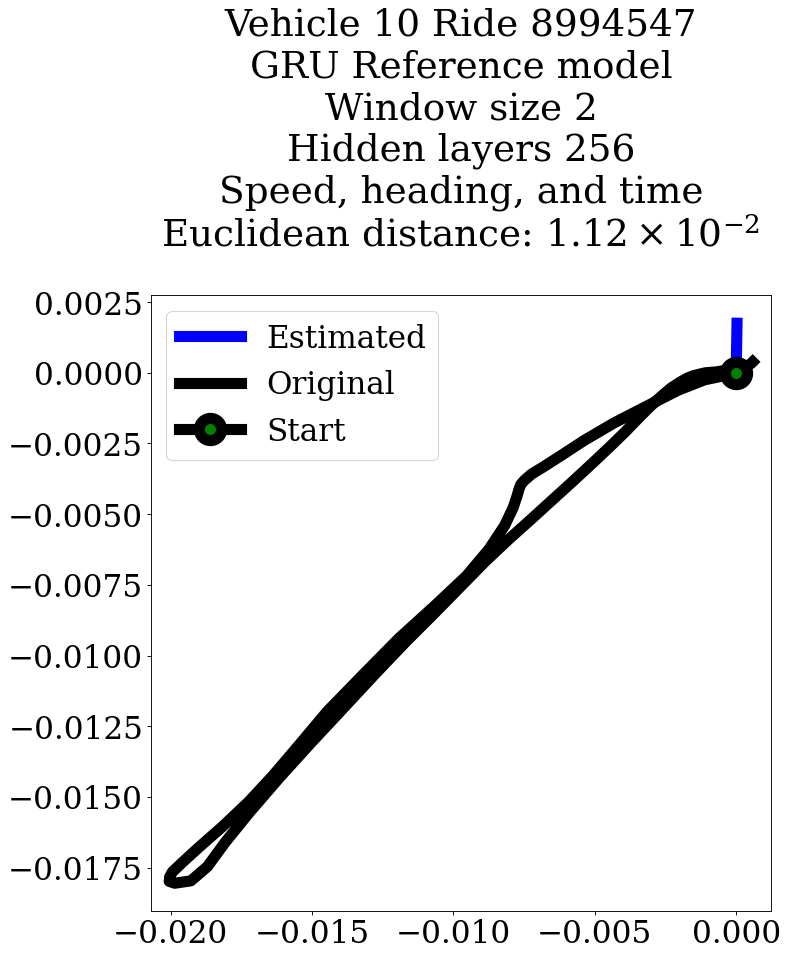 Vehicle 10 Ride 8994547
GRU Reference model
Window size 2
Hidden layers 256
Speed, heading, and time
Euclidean distance: 1.12 × 10⁻²
0.0025
0.0000
−0.0025
−0.0050
−0.0075
−0.0100
−0.0125
−0.0150
−0.0175
Estimated
Original
Start
−0.020 −0.015 −0.010 −0.005 0.000